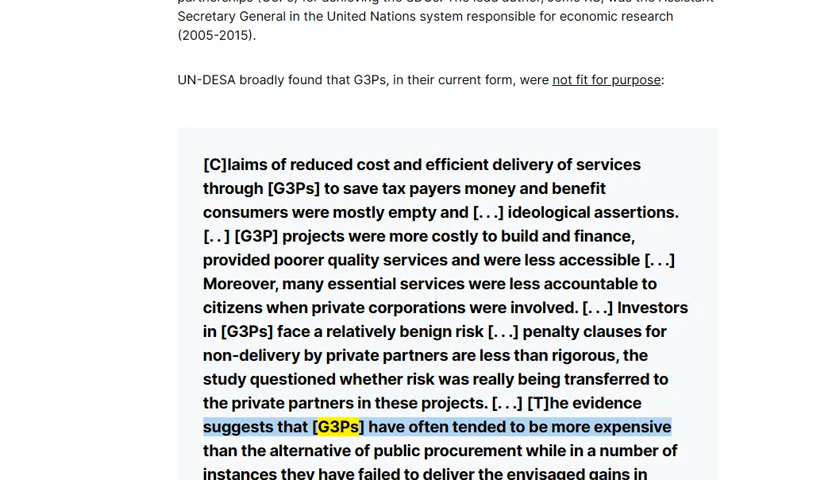 Secretary General in the United Nations system responsible for economic research
(2005-2015).
UN-DESA broadly found that G3Ps, in their current form, were not fit for purpose:
[C]laims of reduced cost and efficient delivery of services
through [G3Ps] to save tax payers money and benefit
consumers were mostly empty and [. . .] ideological assertions.
[. . ] [G3P] projects were more costly to build and finance,
provided poorer quality services and were less accessible [. . .]
Moreover, many essential services were less accountable to
citizens when private corporations were involved. [. . .] Investors
in [G3Ps] face a relatively benign risk [. . .] penalty clauses for
non-delivery by private partners are less than rigorous, the
study questioned whether risk was really being transferred to
the private partners in these projects. [. . .] [T]he evidence
suggests that [G3Ps] have often tended to be more expensive
than the alternative of public procurement while in a number of
instances they have failed to deliver the envisaged gains in